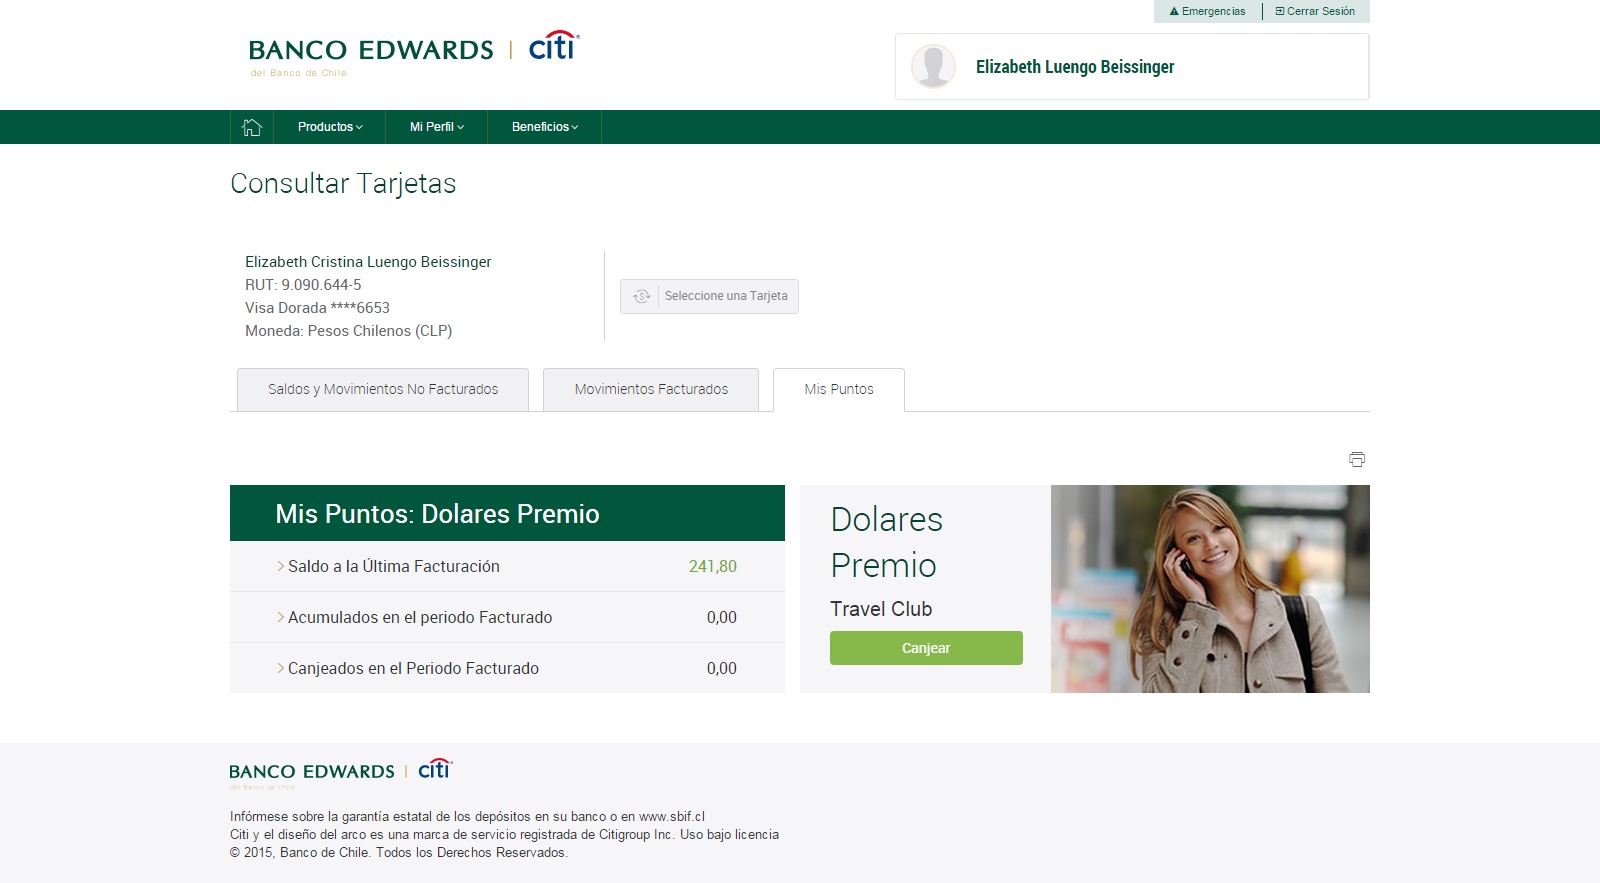 Emergencias
Cerrar Sesión
BANCO EDWARDS | citi®
del Banco de Chile
Elizabeth Luengo Beissinger
Productos
Mi Perfil
Beneficios
Consultar Tarjetas
Elizabeth Cristina Luengo Beissinger
RUT: 9.090.644-5
Visa Dorada ****6653
Moneda: Pesos Chilenos (CLP)
Seleccione una Tarjeta
Saldos y Movimientos No Facturados
Movimientos Facturados
Mis Puntos
Mis Puntos: Dolares Premio
Saldo a la Última Facturación 241,80
Acumulados en el periodo Facturado 0,00
Canjeados en el Periodo Facturado 0,00
Dolares
Premio
Travel Club
Canjear
BANCO EDWARDS | citi®
del Banco de Chile
Infórmese sobre la garantía estatal de los depósitos en su banco o en www.sbif.cl
Citi y el diseño del arco es una marca de servicio registrada de Citigroup Inc. Uso bajo licencia
© 2015, Banco de Chile. Todos los Derechos Reservados.